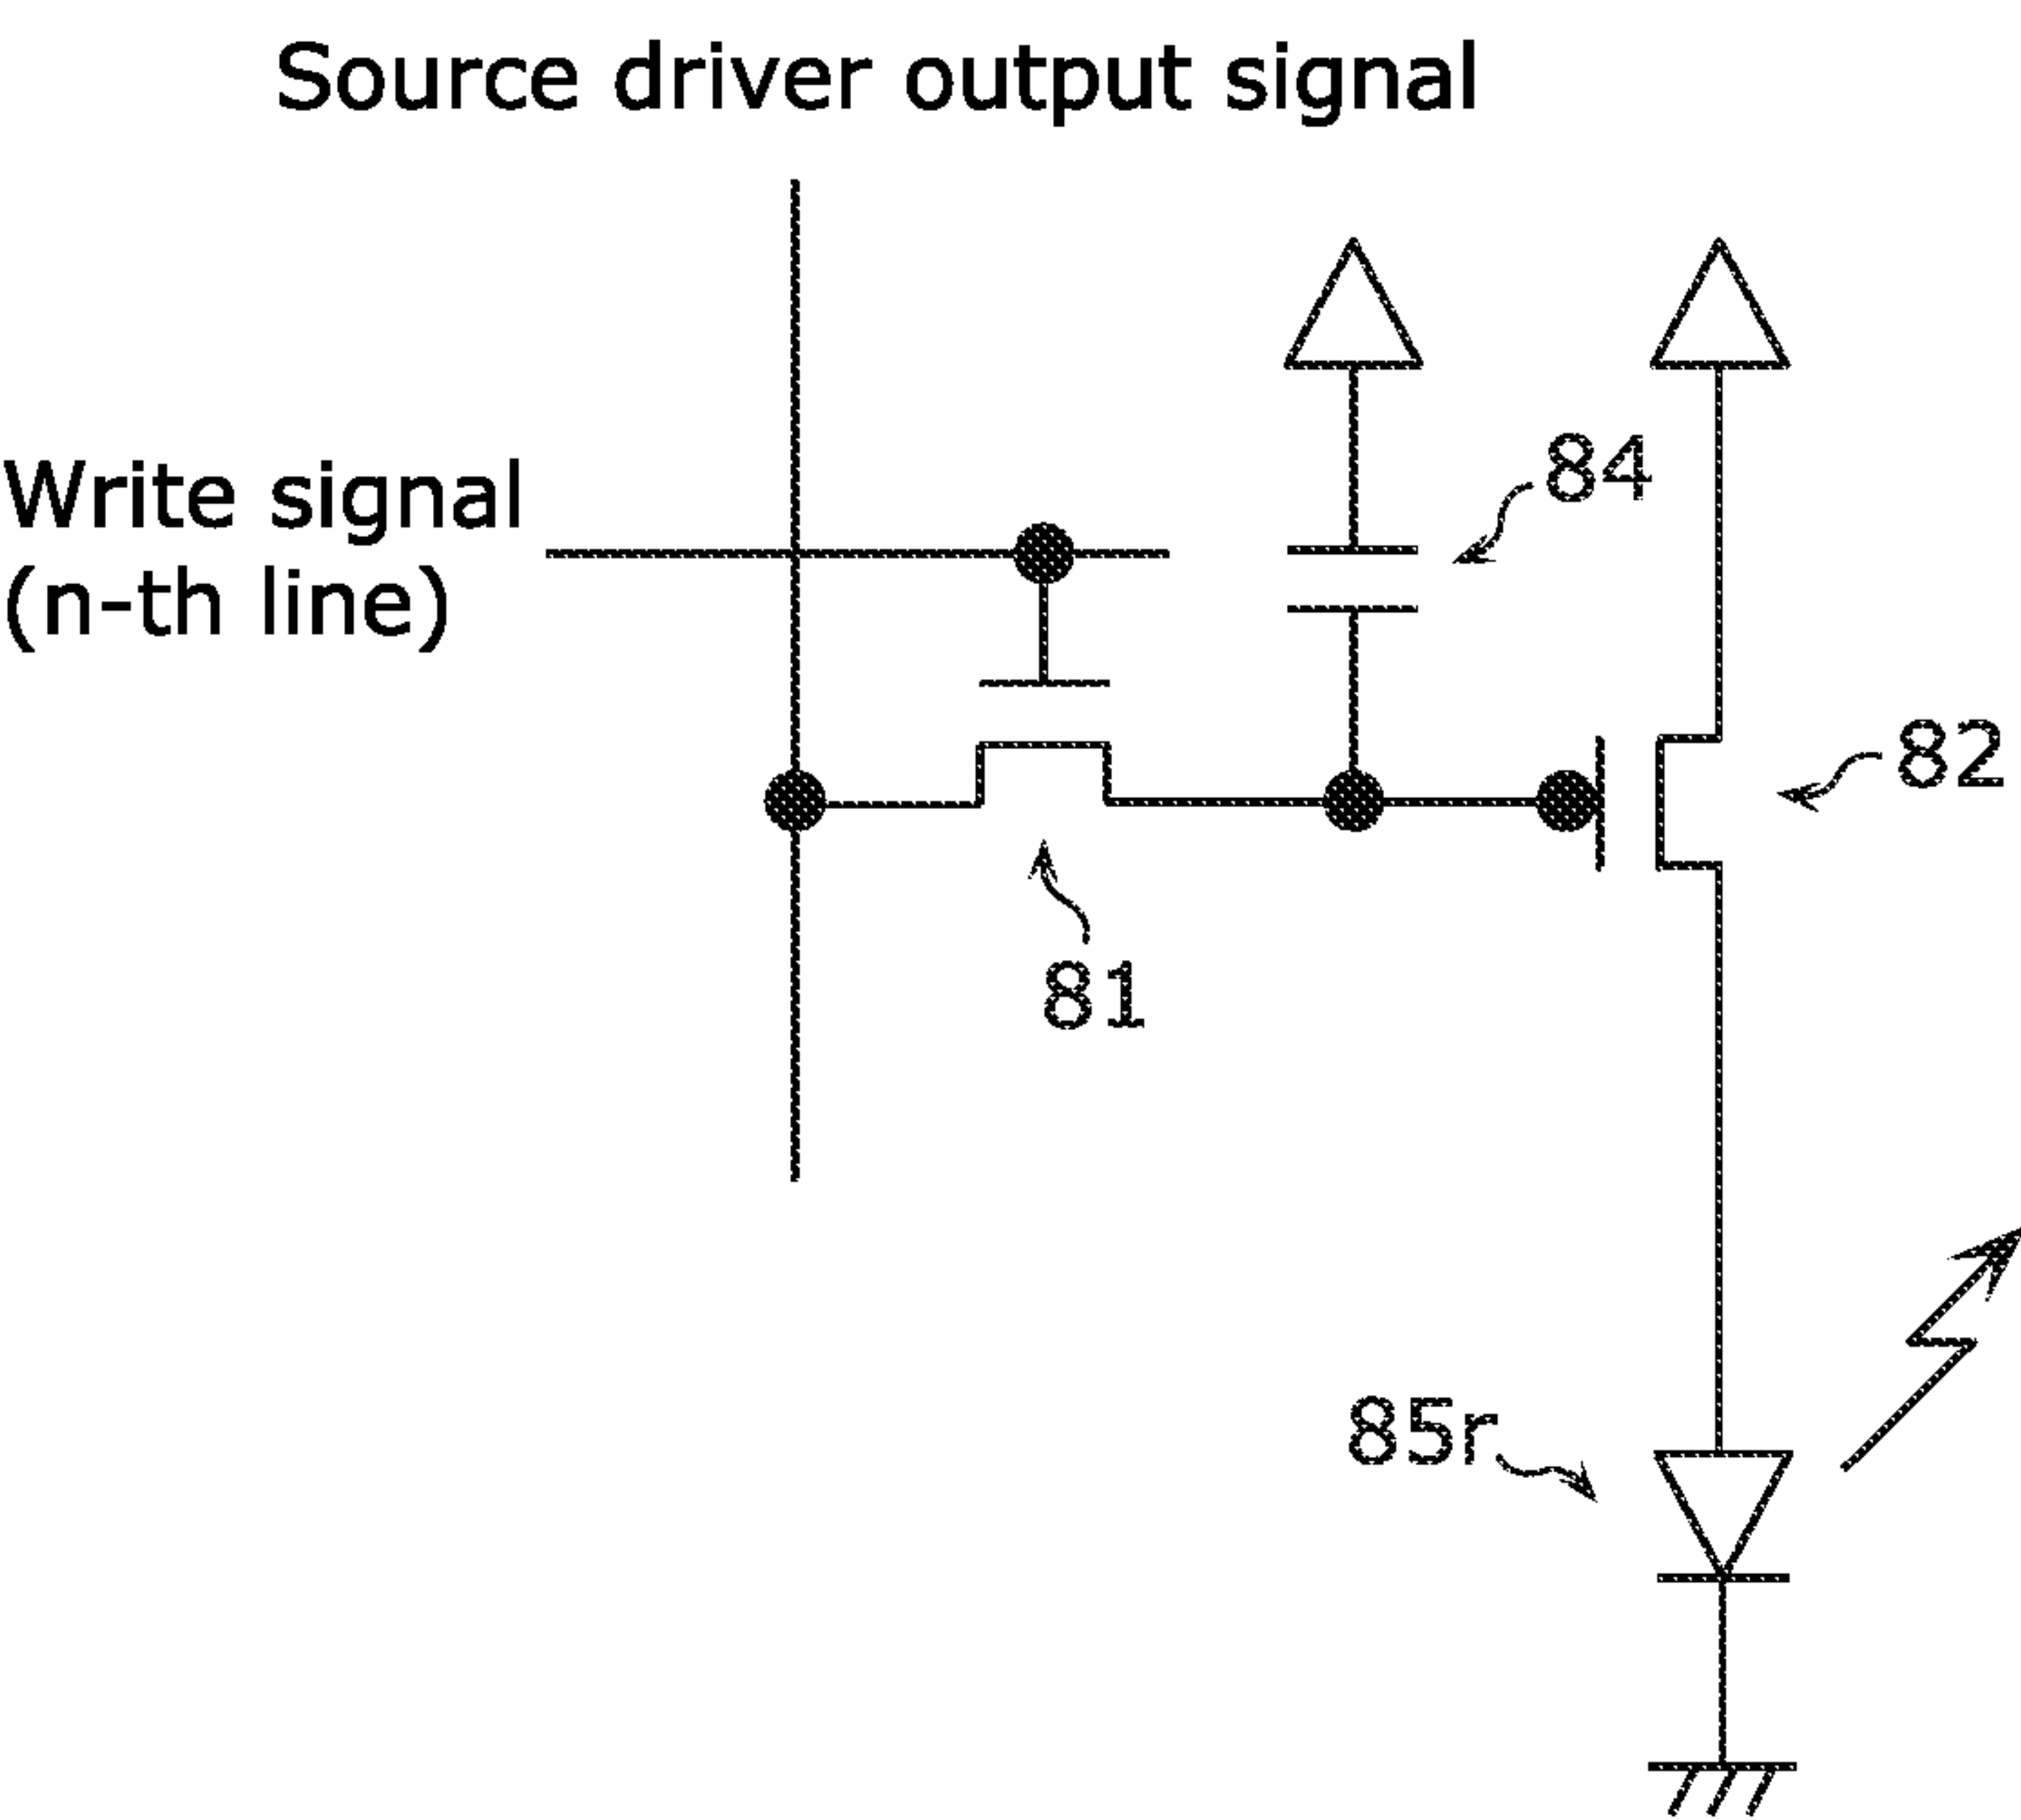 Source driver output signal
Write signal
(n-th line)
84
82
81
85r